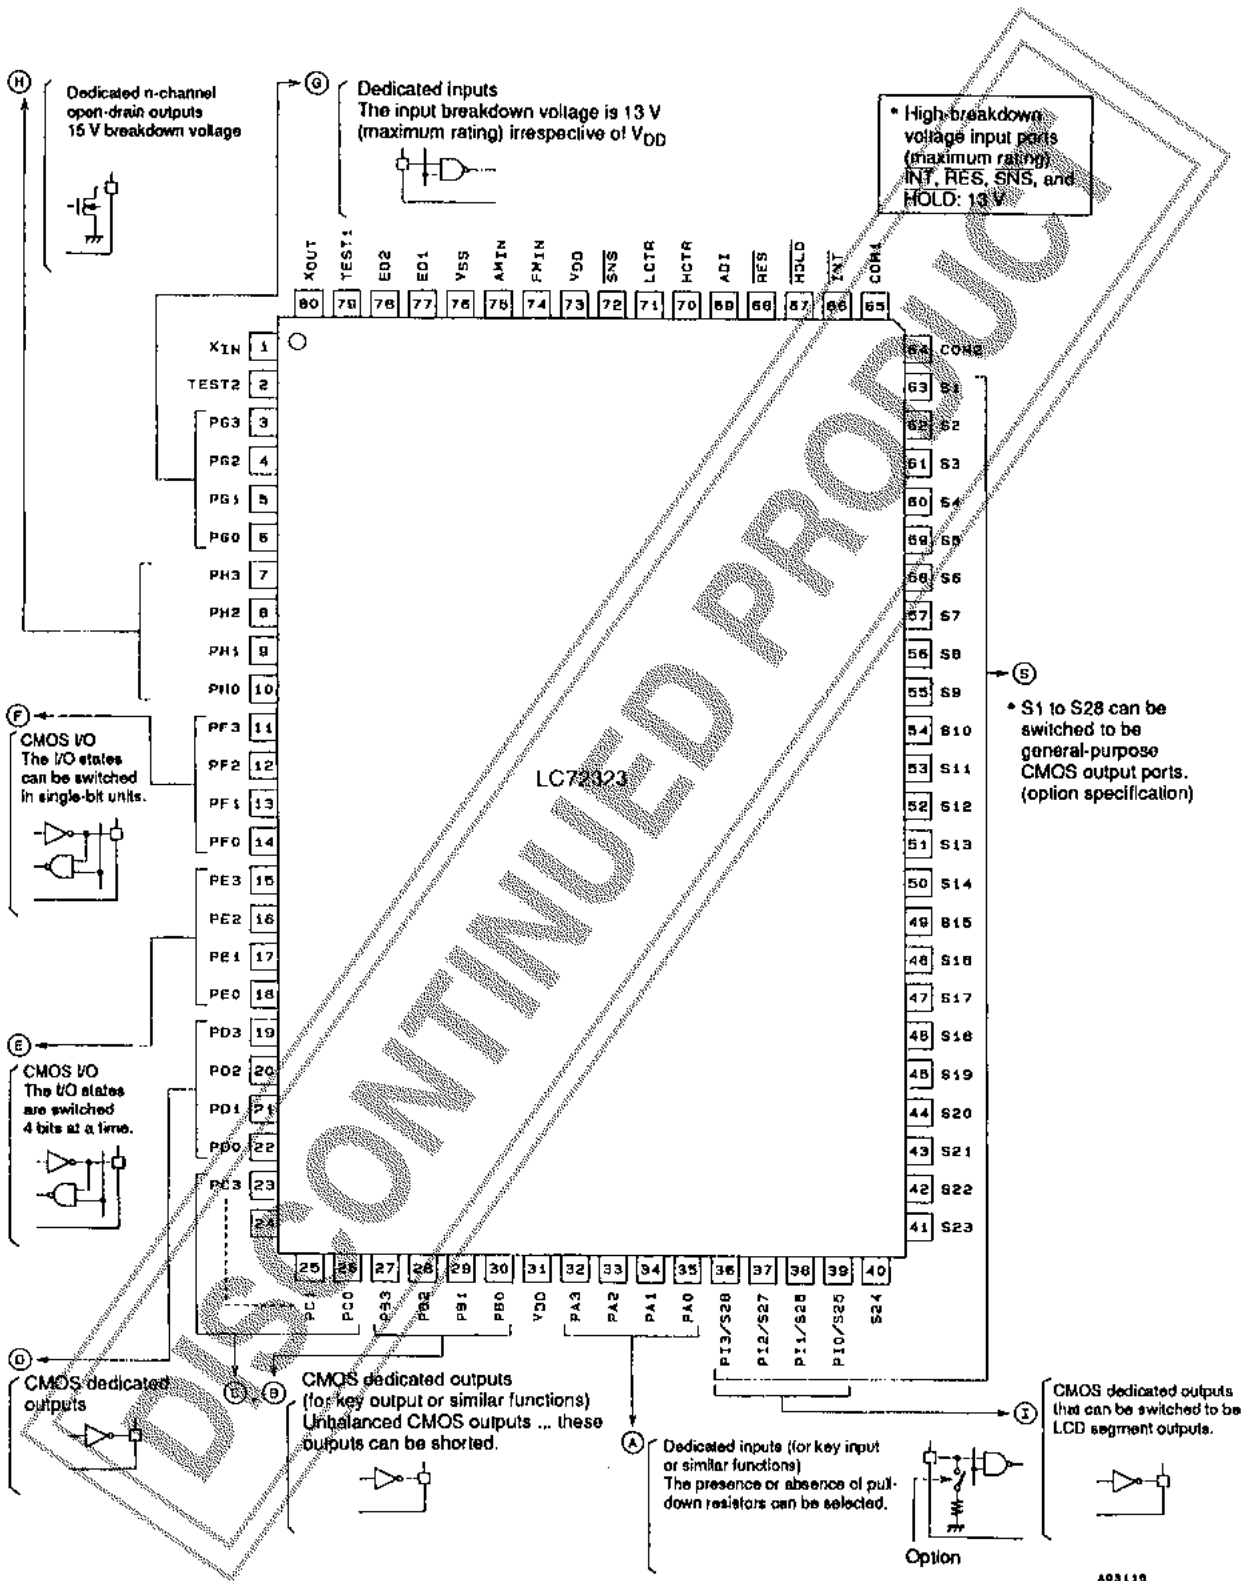 H
Dedicated n-channel
open-drain outputs
15 V breakdown voltage
G
Dedicated inputs
The input breakdown voltage is 13 V
(maximum rating) irrespective of VDD
* High-breakdown
voltage input ports
(maximum rating)
INT, RES, SNS, and
HOLD: 13 V
XOUT
TEST1
EO2
EO1
VSS
AMIN
FMIN
VDD
SNS
LCTR
HCTR
ADI
RES
HOLD
INT
COM1
80 79 78 77 76 75 74 73 72 71 70 69 68 67 66 65
XIN 1
TEST2 2
PG3 3
PG2 4
PG1 5
PG0 6
PH3 7
PH2 8
PH1 9
PH0 10
PF3 11
PF2 12
PF1 13
PF0 14
PE3 15
PE2 16
PE1 17
PE0 18
PD3 19
PD2 20
PD1 21
PD0 22
PC3 23
24
64 COM2
63 S1
62 S2
61 S3
60 S4
59 S5
58 S6
57 S7
56 S8
55 S9
54 S10
53 S11
52 S12
51 S13
50 S14
49 S15
48 S16
47 S17
46 S18
45 S19
44 S20
43 S21
42 S22
41 S23
LC72323
DISCONTINUED PRODUCT
S
* S1 to S28 can be
switched to be
general-purpose
CMOS output ports.
(option specification)
F
CMOS I/O
The I/O states
can be switched
in single-bit units.
E
CMOS I/O
The I/O states
are switched
4 bits at a time.
25 26 27 28 29 30 31 32 33 34 35 36 37 38 39 40
PC1
PC0
PB3
PB2
PB1
PB0
VDD
PA3
PA2
PA1
PA0
PI3/S28
PI2/S27
PI1/S26
PI0/S25
S24
D
CMOS dedicated
outputs
C B
CMOS dedicated outputs
(for key output or similar functions)
Unbalanced CMOS outputs ... these
outputs can be shorted.
A
Dedicated inputs (for key input
or similar functions)
The presence or absence of pull-
down resistors can be selected.
Option
I
CMOS dedicated outputs
that can be switched to be
LCD segment outputs.
A03110